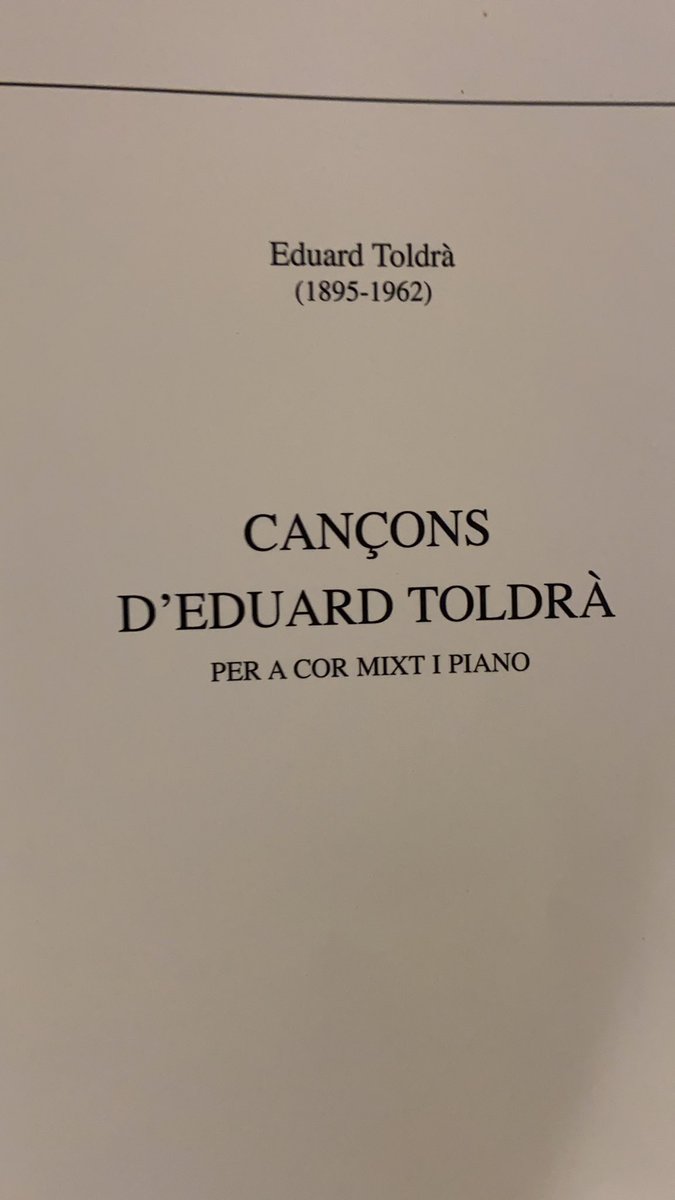 Eduard Toldrà
(1895-1962)
CANÇONS
D’EDUARD TOLDRÀ
PER A COR MIXT I PIANO